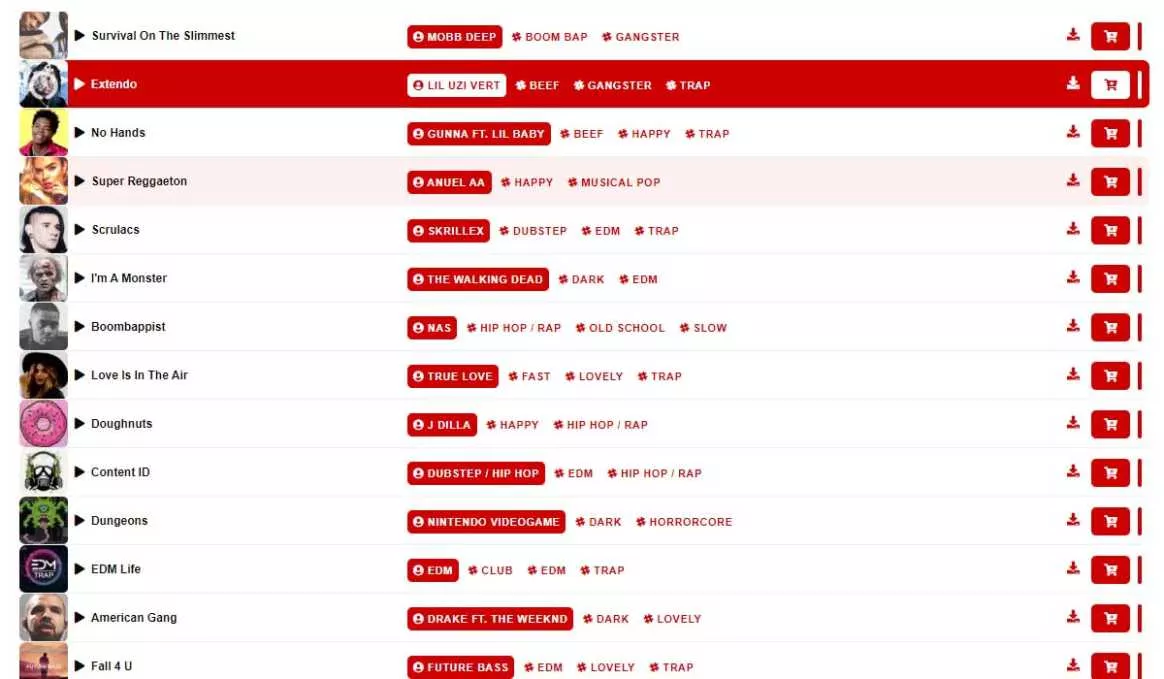 Survival On The Slimmest MOBB DEEP BOOM BAP GANGSTER
Extendo LIL UZI VERT BEEF GANGSTER TRAP
No Hands GUNNA FT. LIL BABY BEEF HAPPY TRAP
Super Reggaeton ANUEL AA HAPPY MUSICAL POP
Scrulacs SKRILLEX DUBSTEP EDM TRAP
I'm A Monster THE WALKING DEAD DARK EDM
Boombappist NAS HIP HOP / RAP OLD SCHOOL SLOW
Love Is In The Air TRUE LOVE FAST LOVELY TRAP
Doughnuts J DILLA HAPPY HIP HOP / RAP
Content ID DUBSTEP / HIP HOP EDM HIP HOP / RAP
Dungeons NINTENDO VIDEOGAME DARK HORRORCORE
EDM TRAP
EDM Life EDM CLUB EDM TRAP
American Gang DRAKE FT. THE WEEKND DARK LOVELY
FUTURE BASS
Fall 4 U FUTURE BASS EDM LOVELY TRAP